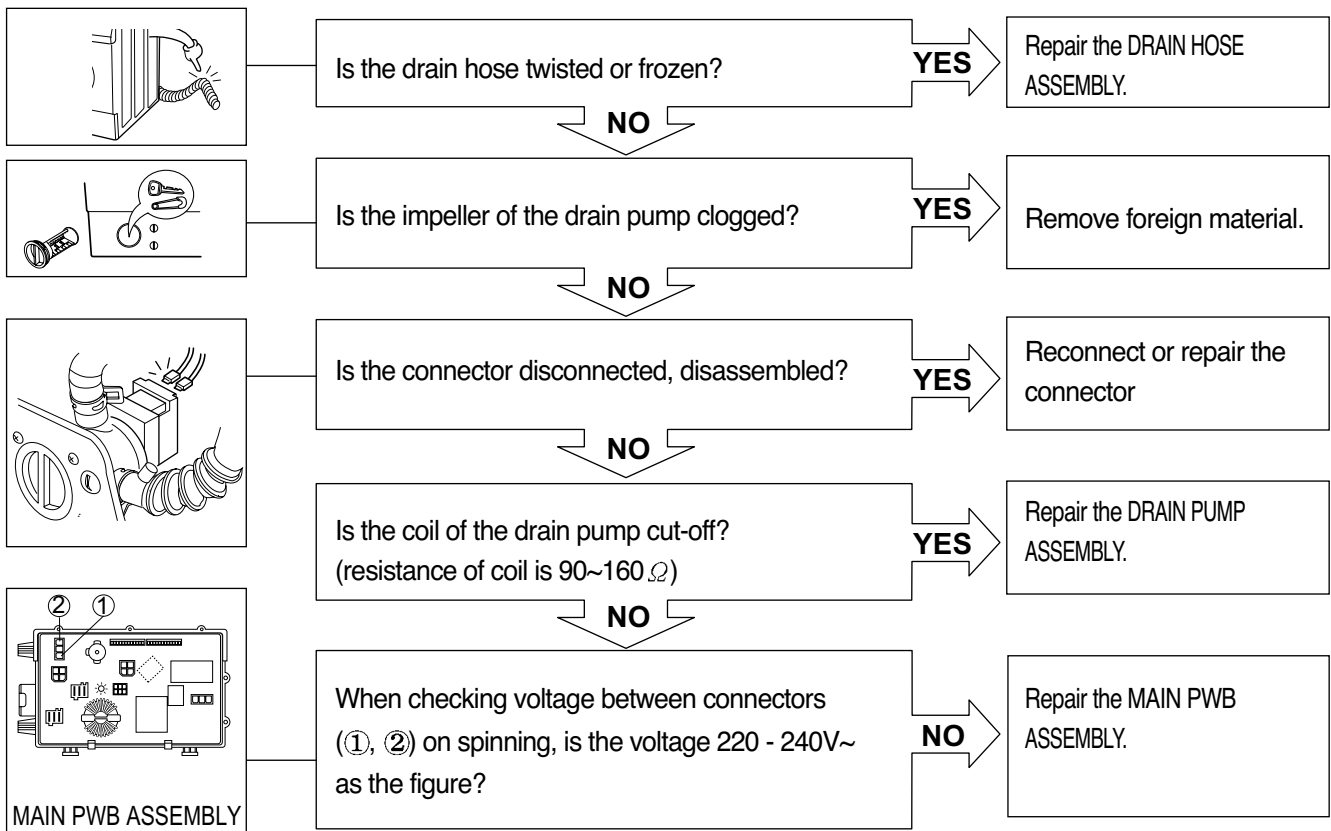 Is the drain hose twisted or frozen?
YES
Repair the DRAIN HOSE
ASSEMBLY.
NO
Is the impeller of the drain pump clogged?
YES
Remove foreign material.
NO
Is the connector disconnected, disassembled?
YES
Reconnect or repair the
connector
NO
Is the coil of the drain pump cut-off?
(resistance of coil is 90~160 Ω)
YES
Repair the DRAIN PUMP
ASSEMBLY.
NO
② ①
MAIN PWB ASSEMBLY
When checking voltage between connectors
(①, ②) on spinning, is the voltage 220 - 240V~
as the figure?
NO
Repair the MAIN PWB
ASSEMBLY.